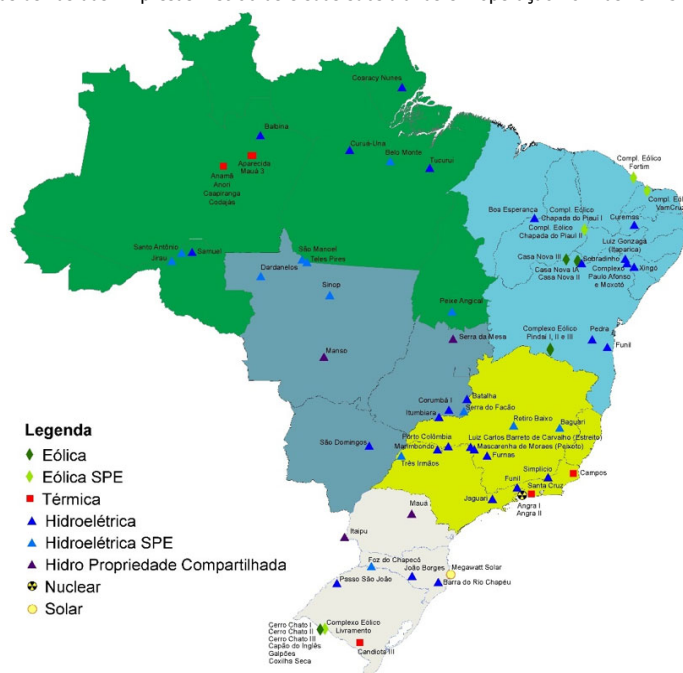 Coaracy Nunes
Balbina
Curuá-Una
Belo Monte
Aparecida
Mauá 3
Tucuruí
Anamã
Anori
Caapiranga
Codajás
Compl. Eólico
Fortim
Compl. Eól
VamCruz
Boa Esperança
Compl. Eólico
Chapada do Piauí I
Compl. Eólico
Chapada do Piauí II
Curemas
Luiz Gonzaga
(Itaparica)
Santo Antônio
Samuel
Jirau
São Manoel
Teles Pires
Dardanelos
Sinop
Casa Nova III
Sobradinho
Casa Nova IA
Casa Nova II
Complexo
Paulo Afonso
e Moxotó
Xingó
Peixe Angical
Serra da Mesa
Manso
Complexo Eólico
Pindaí I, II e III
Pedra
Funil
Batalha
Corumbá I
Itumbiara
Serra do Facão
Retiro Baixo
Baguari
São Domingos
Porto Colômbia
Marimbondo
Luiz Carlos Barreto de Carvalho (Estreito)
Mascarenha de Moraes (Peixoto)
Furnas
Três Irmãos
Simplício
Campos
Funil
Santa Cruz
Jaguari
Angra I
Angra II
Mauá
Itaipu
Foz do Chapecó
João Borges
Megawatt Solar
Passo São João
Barra do Rio Chapéu
Cerro Chato I
Cerro Chato II
Cerro Chato III
Capão do Inglês
Galpões
Coxilha Seca
Complexo Eólico
Livramento
Candiota III
Legenda
Eólica
Eólica SPE
Térmica
Hidroelétrica
Hidroelétrica SPE
Hidro Propriedade Compartilhada
Nuclear
Solar